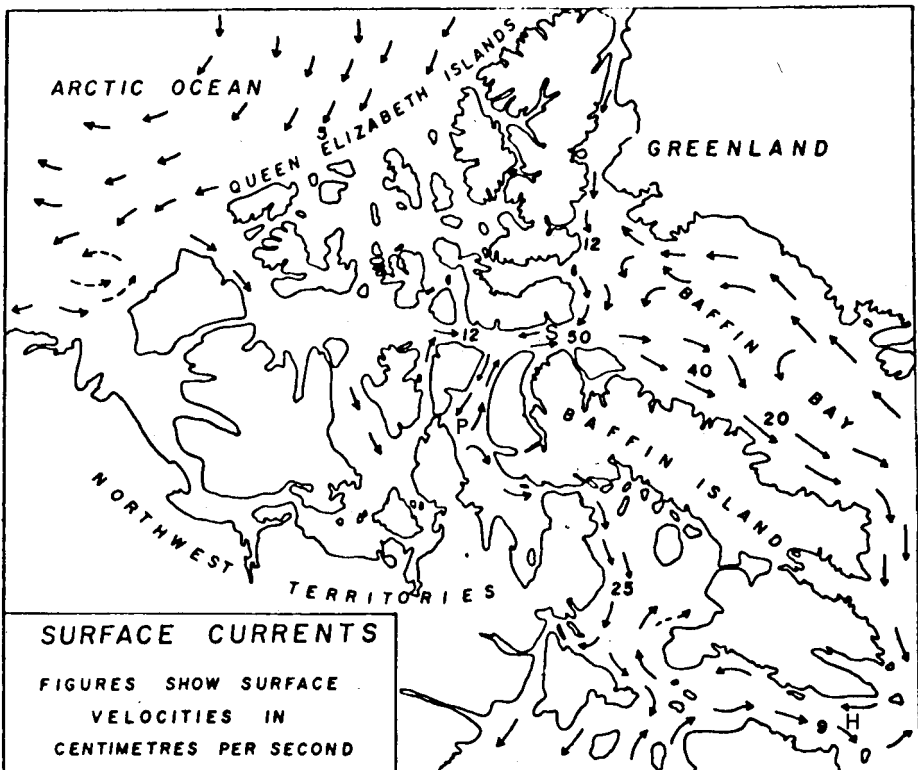 ARCTIC OCEAN
QUEEN ELIZABETH ISLANDS
5
GREENLAND
12
BAFFIN BAY
12
S
50
40
20
P
BAFFIN ISLAND
NORTHWEST TERRITORIES
25
9
H
SURFACE CURRENTS
FIGURES SHOW SURFACE
VELOCITIES IN
CENTIMETRES PER SECOND